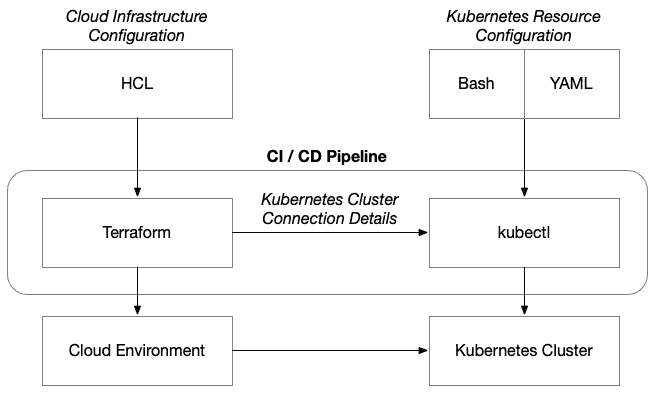 Cloud Infrastructure
Configuration
Kubernetes Resource
Configuration
HCL
Bash
YAML
CI / CD Pipeline
Terraform
Kubernetes Cluster
Connection Details
kubectl
Cloud Environment
Kubernetes Cluster